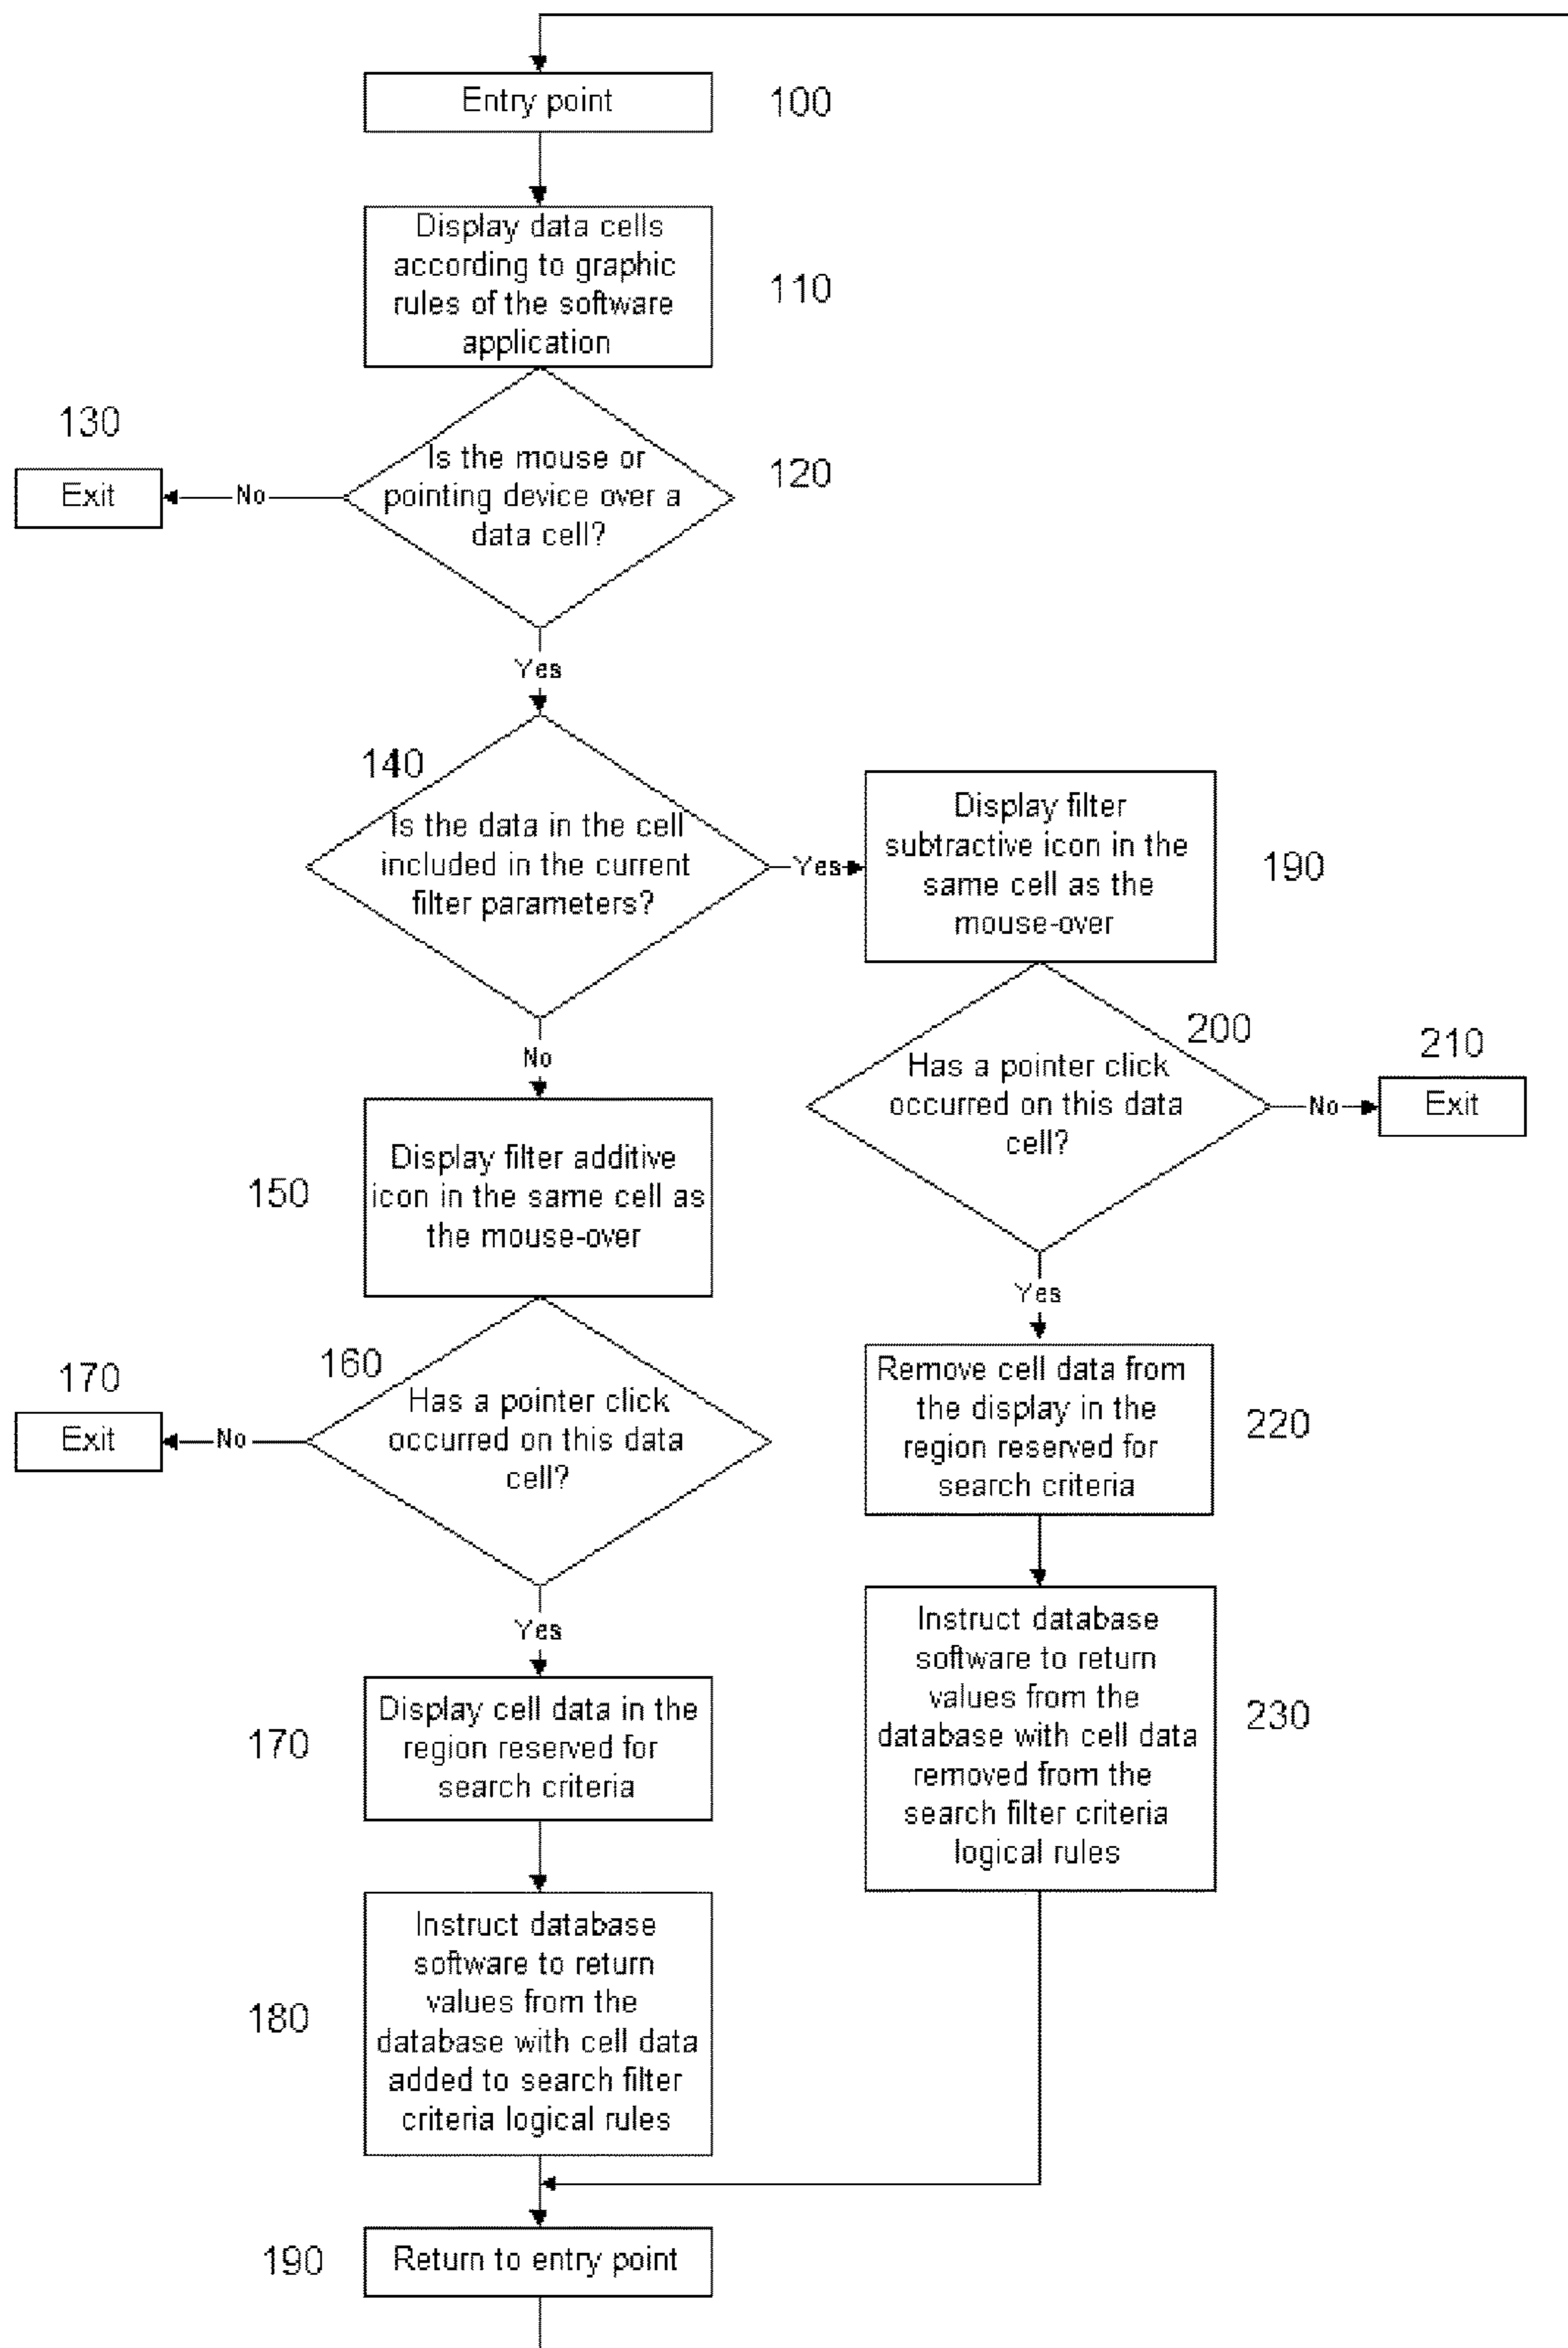 Entry point
100
Display data cells
according to graphic
rules of the software
application
110
130
Exit
No
Is the mouse or
pointing device over a
data cell?
120
Yes
140
Is the data in the cell
included in the current
filter parameters?
Yes
Display filter
subtractive icon in the
same cell as the
mouse-over
190
No
200
Has a pointer click
occurred on this data
cell?
No
210
Exit
150
Display filter additive
icon in the same cell as
the mouse-over
Yes
170
Exit
No
160
Has a pointer click
occurred on this data
cell?
Remove cell data from
the display in the
region reserved for
search criteria
220
Yes
170
Display cell data in the
region reserved for
search criteria
Instruct database
software to return
values from the
database with cell data
removed from the
search filter criteria
logical rules
230
180
Instruct database
software to return
values from the
database with cell data
added to search filter
criteria logical rules
190
Return to entry point